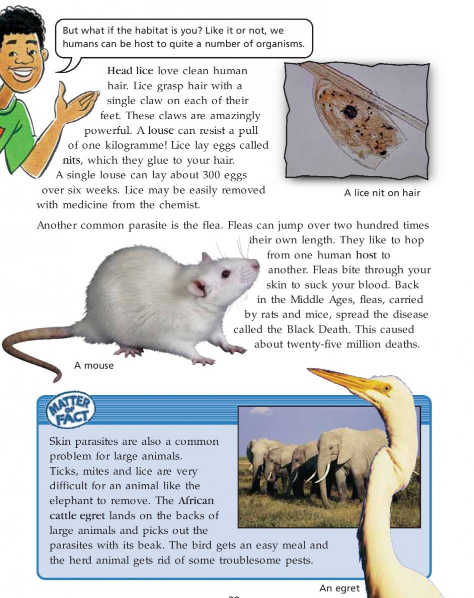 But what if the habitat is you? Like it or not, we
humans can be host to quite a number of organisms.
Head lice love clean human
hair. Lice grasp hair with a
single claw on each of their
feet. These claws are amazingly
powerful. A louse can resist a pull
of one kilogramme! Lice lay eggs called
nits, which they glue to your hair.
A single louse can lay about 300 eggs
over six weeks. Lice may be easily removed
with medicine from the chemist.
A lice nit on hair
Another common parasite is the flea. Fleas can jump over two hundred times
their own length. They like to hop
from one human host to
another. Fleas bite through your
skin to suck your blood. Back
in the Middle Ages, fleas, carried
by rats and mice, spread the disease
called the Black Death. This caused
about twenty-five million deaths.
A mouse
MATTER
OF
FACT
Skin parasites are also a common
problem for large animals.
Ticks, mites and lice are very
difficult for an animal like the
elephant to remove. The African
cattle egret lands on the backs of
large animals and picks out the
parasites with its beak. The bird gets an easy meal and
the herd animal gets rid of some troublesome pests.
An egret